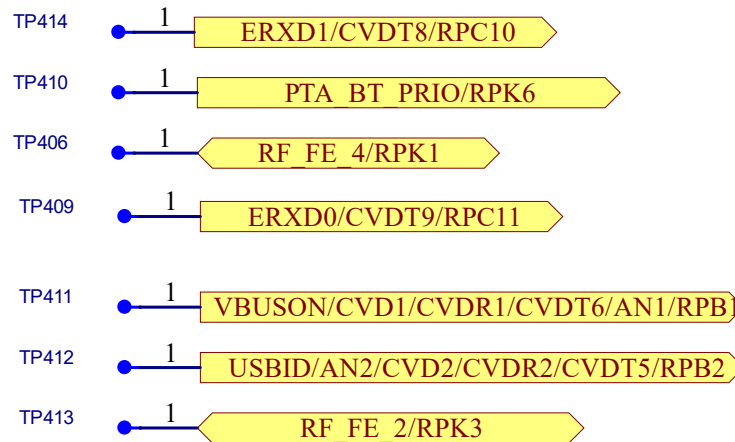 TP414 1 ERXD1/CVDT8/RPC10
TP410 1 PTA_BT_PRIO/RPK6
TP406 1 RF_FE_4/RPK1
TP409 1 ERXD0/CVDT9/RPC11
TP411 1 VBUSON/CVD1/CVDR1/CVDT6/AN1/RPB1
TP412 1 USBID/AN2/CVD2/CVDR2/CVDT5/RPB2
TP413 1 RF_FE_2/RPK3